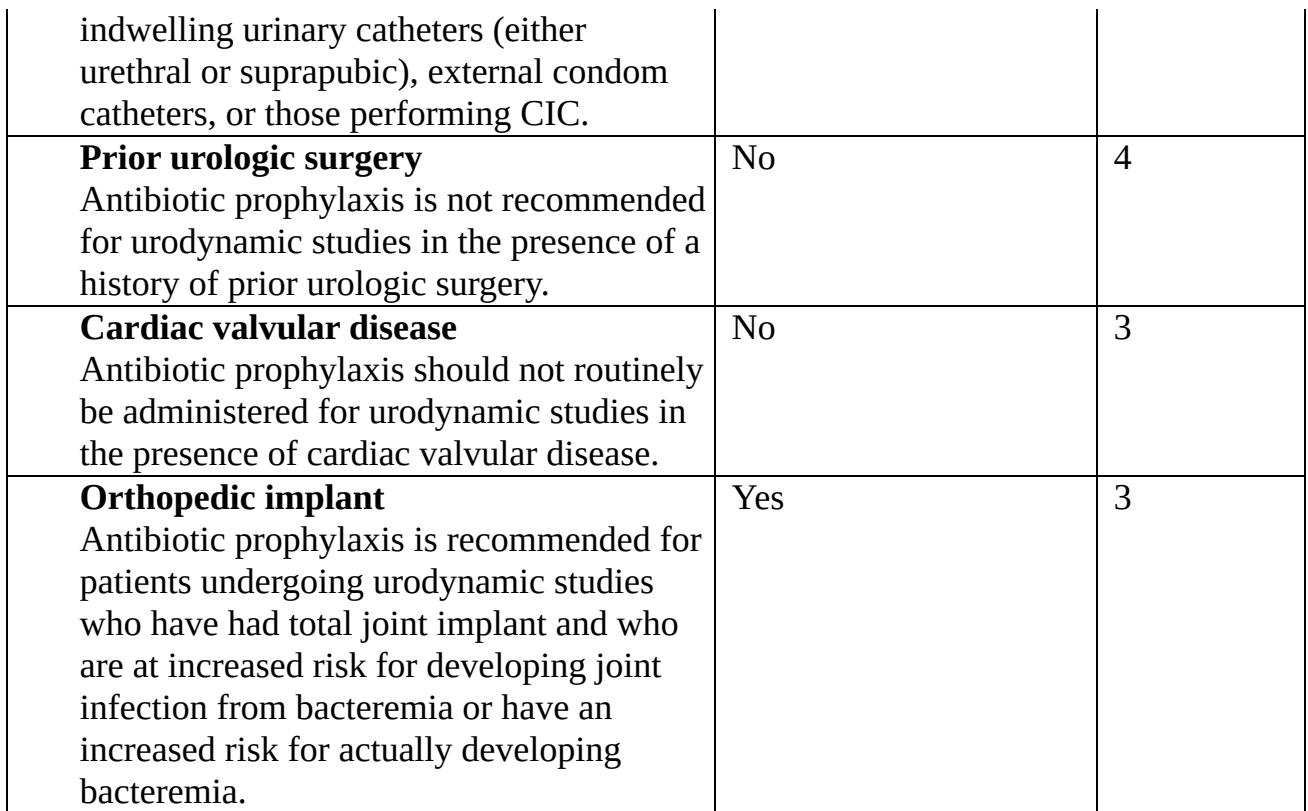 indwelling urinary catheters (either
urethral or suprapubic), external condom
catheters, or those performing CIC.
Prior urologic surgery No 4
Antibiotic prophylaxis is not recommended
for urodynamic studies in the presence of a
history of prior urologic surgery.
Cardiac valvular disease No 3
Antibiotic prophylaxis should not routinely
be administered for urodynamic studies in
the presence of cardiac valvular disease.
Orthopedic implant Yes 3
Antibiotic prophylaxis is recommended for
patients undergoing urodynamic studies
who have had total joint implant and who
are at increased risk for developing joint
infection from bacteremia or have an
increased risk for actually developing
bacteremia.